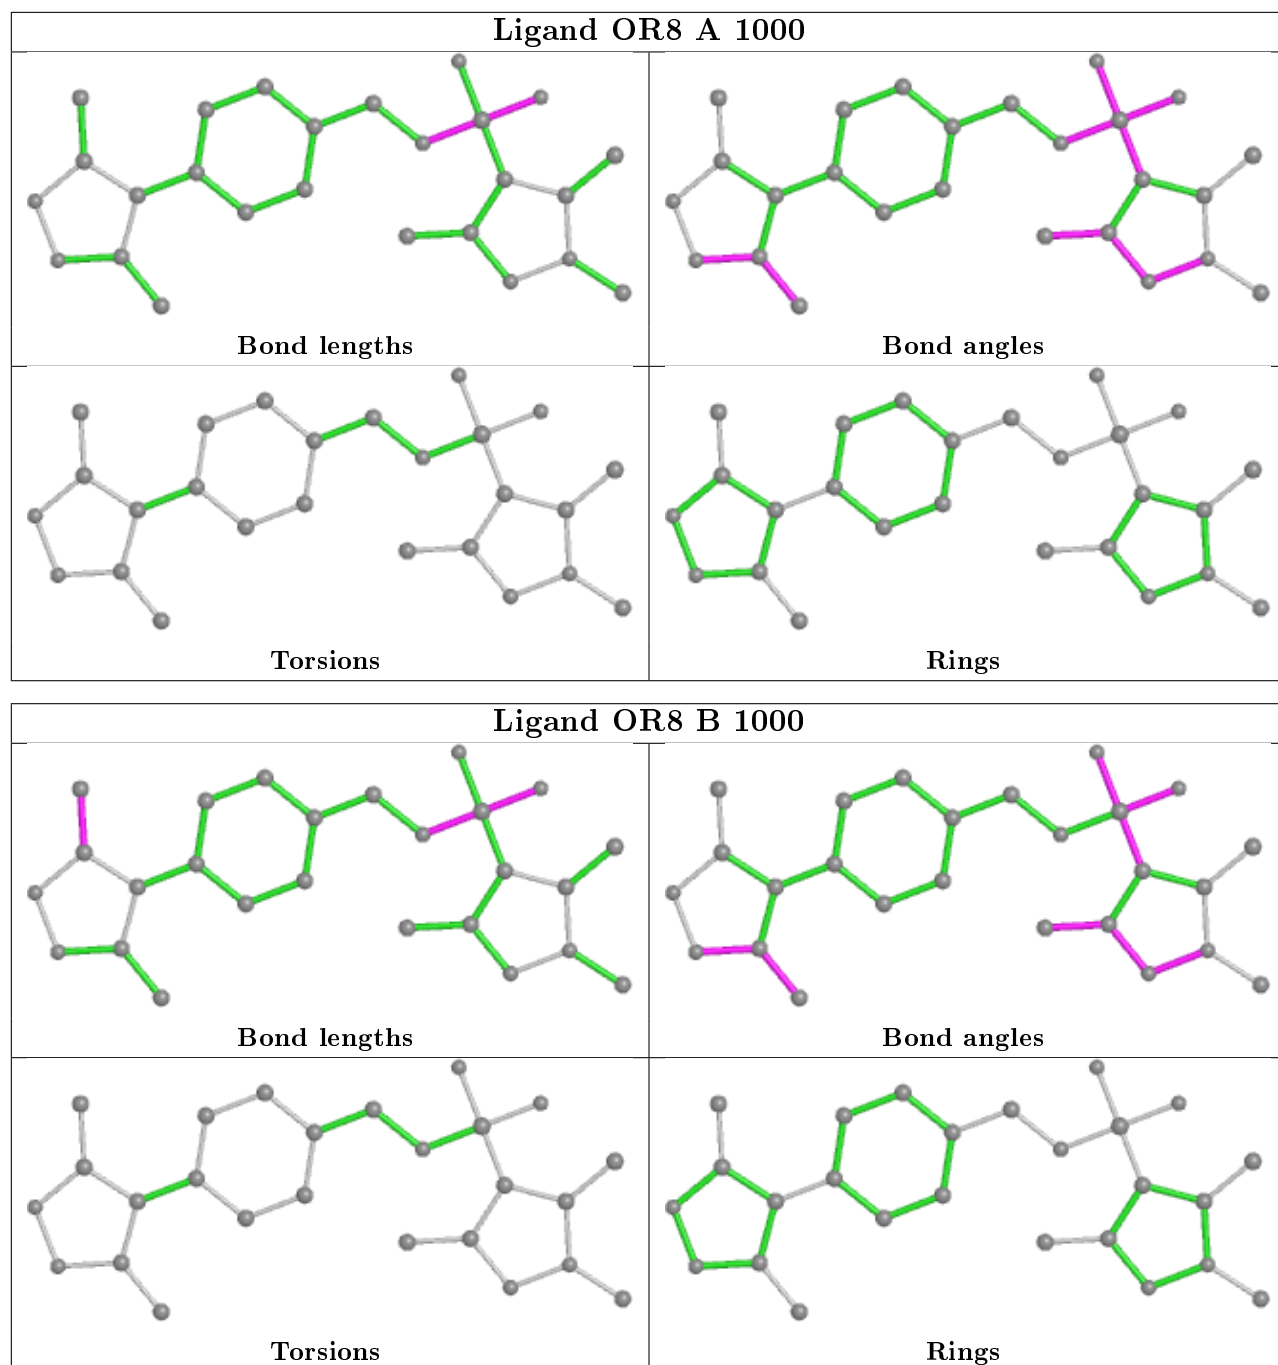 Ligand OR8 A 1000
Bond lengths
Bond angles
Torsions
Rings
Ligand OR8 B 1000
Bond lengths
Bond angles
Torsions
Rings